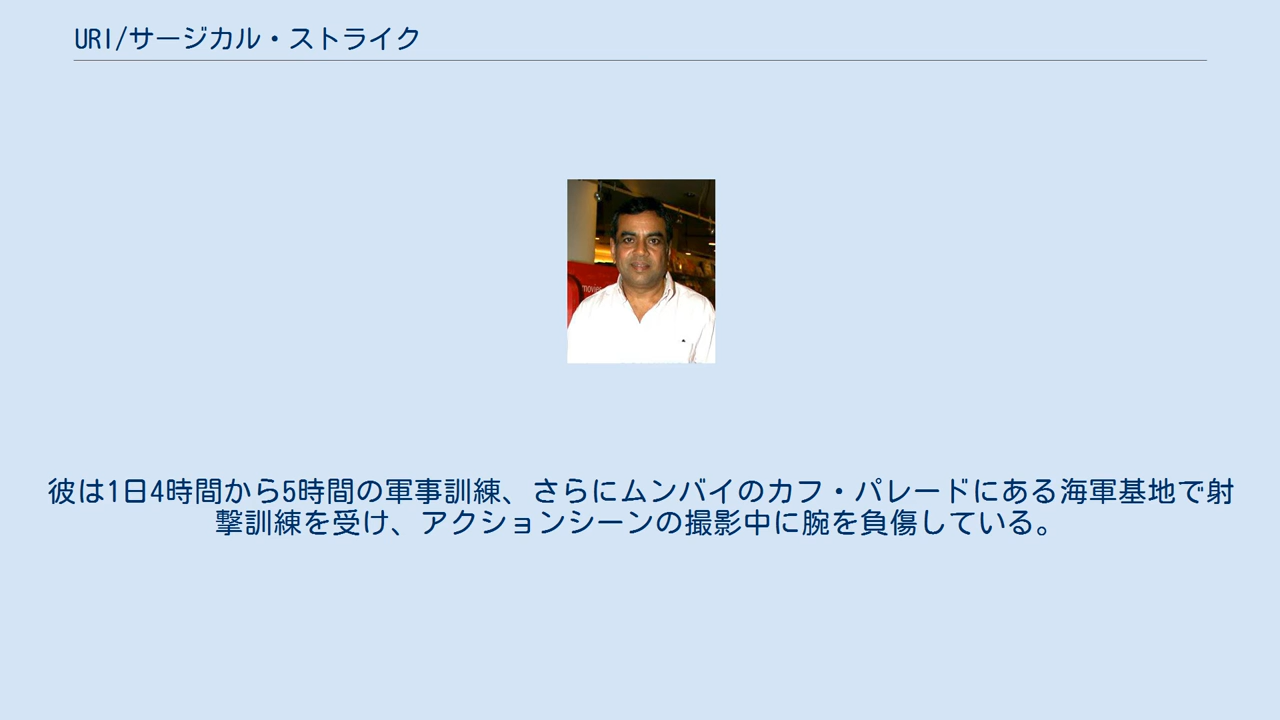 URI/サージカル・ストライク
movies
彼は1日4時間から5時間の軍事訓練、さらにムンバイのカフ・パレードにある海軍基地で射
撃訓練を受け、アクションシーンの撮影中に腕を負傷している。